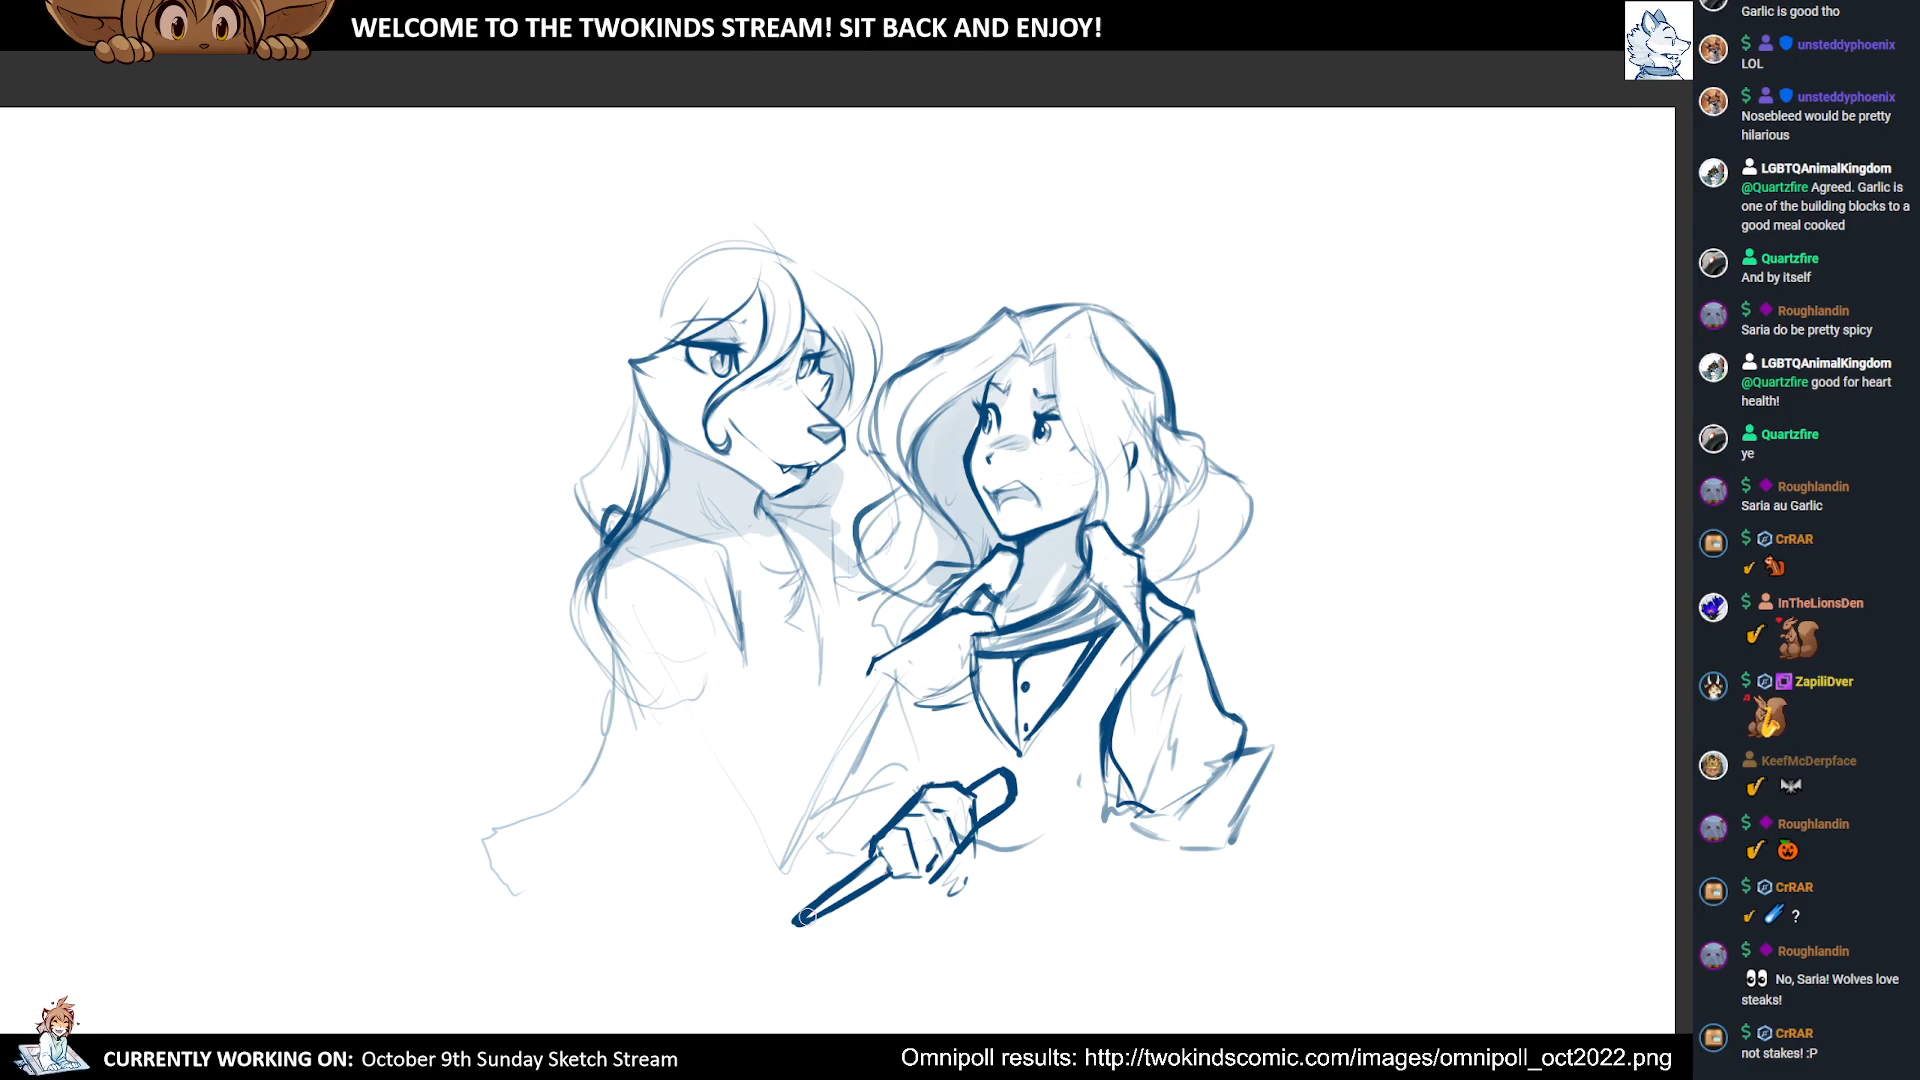 WELCOME TO THE TWOKINDS STREAM! SIT BACK AND ENJOY!
Garlic is good tho
$ unsteddyphoenix
LOL
$ unsteddyphoenix
Nosebleed would be pretty
hilarious
LGBTQAnimalKingdom
@Quartzfire Agreed. Garlic is
one of the building blocks to a
good meal cooked
Quartzfire
And by itself
$ Roughlandin
Saria do be pretty spicy
LGBTQAnimalKingdom
@Quartzfire good for heart
health!
Quartzfire
ye
$ Roughlandin
Saria au Garlic
$ CrRAR
$ InTheLionsDen
$ ZapiliDver
KeefMcDerpface
$ Roughlandin
$ CrRAR
?
$ Roughlandin
No, Saria! Wolves love
steaks!
$ CrRAR
not stakes! :P
CURRENTLY WORKING ON: October 9th Sunday Sketch Stream
Omnipoll results: http://twokindscomic.com/images/omnipoll_oct2022.png